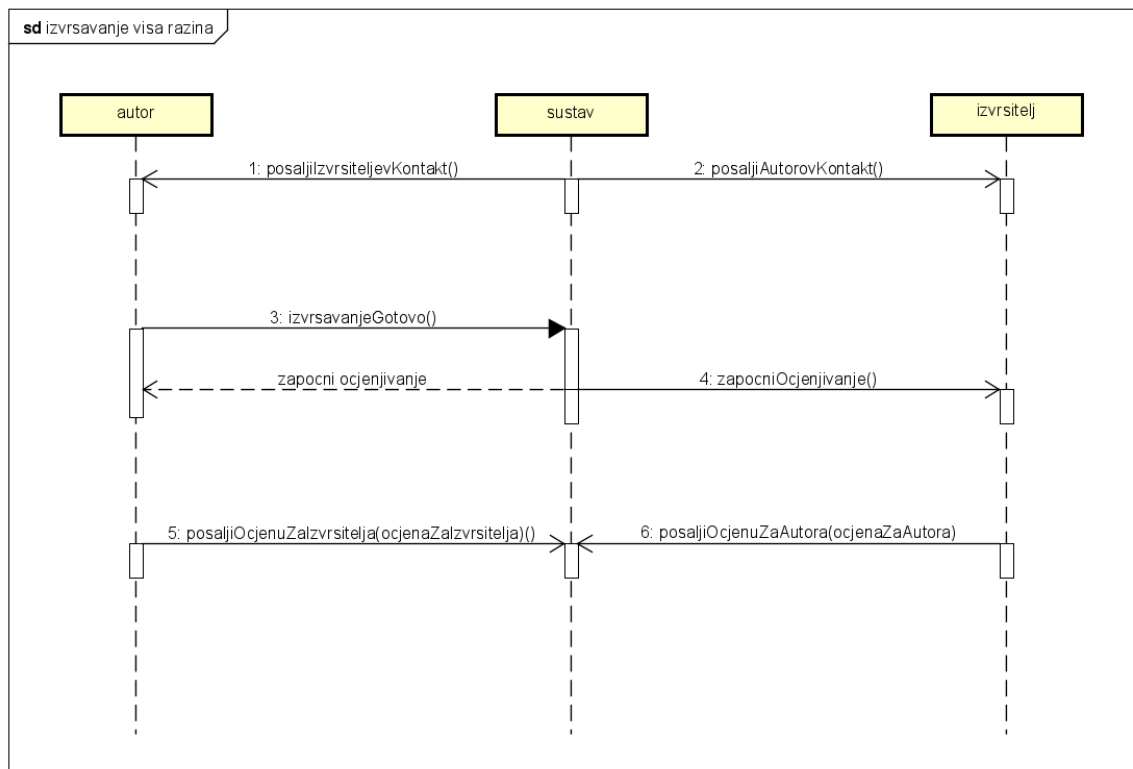 sd izvrsavanje visa razina
autor
sustav
izvrsitelj
1: posaljiIzvrsiteljevKontakt()
2: posaljiAutorovKontakt()
3: izvrsavanjeGotovo()
zapocni ocjenjivanje
4: zapocniOcjenjivanje()
5: posaljiOcjenuZaIzvrsitelja(ocjenaZaIzvrsitelja)()
6: posaljiOcjenuZaAutora(ocjenaZaAutora)